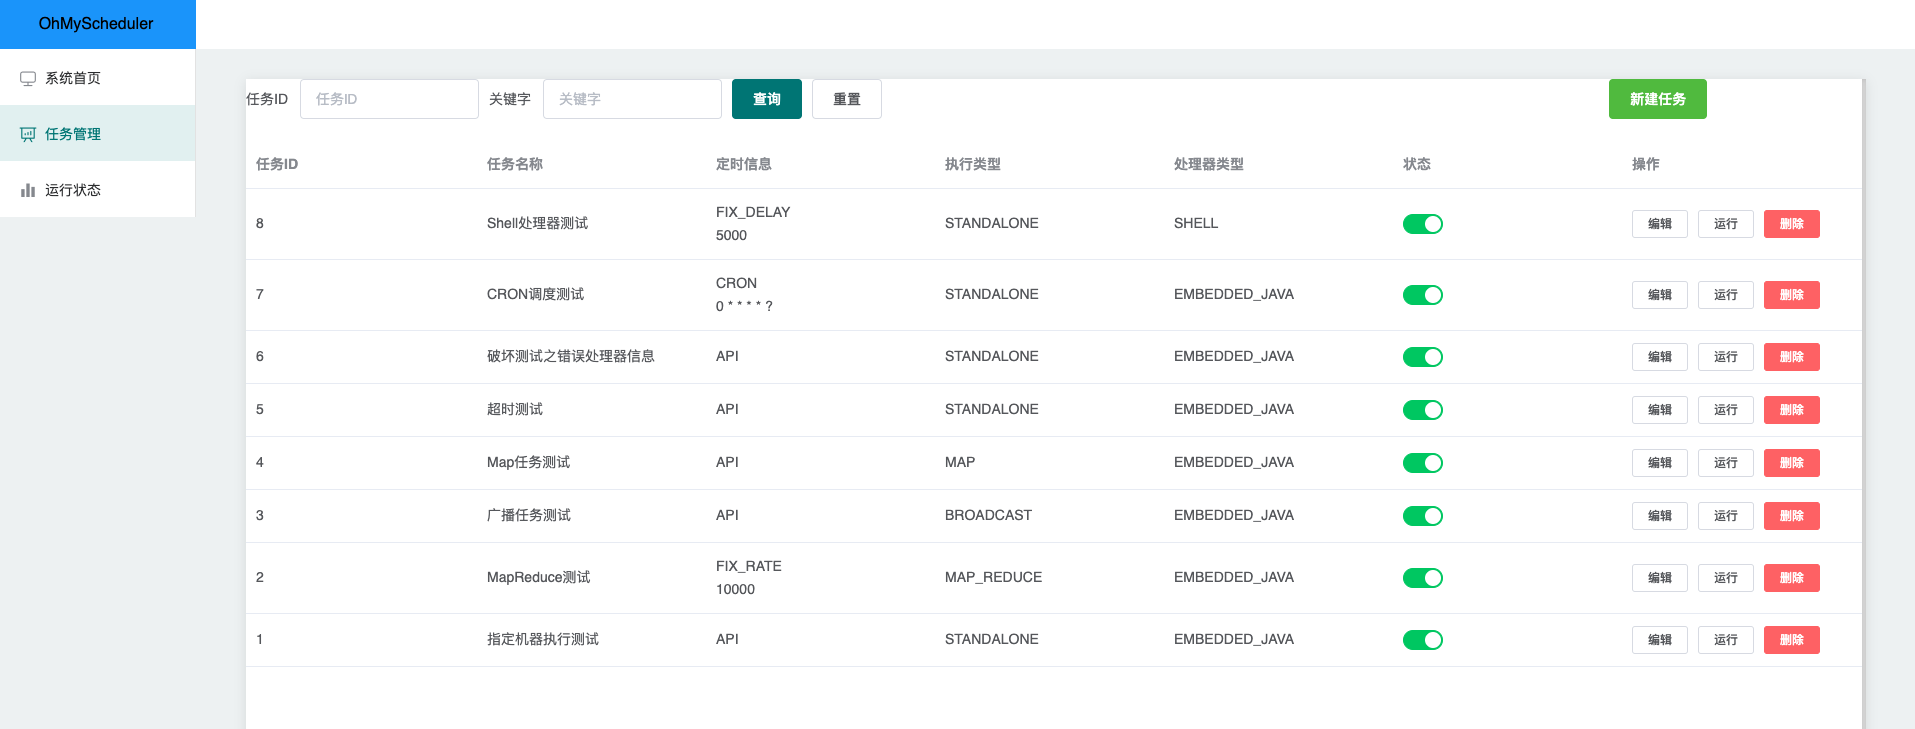 OhMyScheduler
系统首页
任务管理
运行状态
任务ID 任务ID 关键字 关键字 查询 重置 新建任务
任务ID 任务名称 定时信息 执行类型 处理器类型 状态 操作
8 Shell处理器测试 FIX_DELAY STANDALONE SHELL 编辑 运行 删除
5000
7 CRON调度测试 CRON STANDALONE EMBEDDED_JAVA 编辑 运行 删除
0 * * * * ?
6 破坏测试之错误处理器信息 API STANDALONE EMBEDDED_JAVA 编辑 运行 删除
5 超时测试 API STANDALONE EMBEDDED_JAVA 编辑 运行 删除
4 Map任务测试 API MAP EMBEDDED_JAVA 编辑 运行 删除
3 广播任务测试 API BROADCAST EMBEDDED_JAVA 编辑 运行 删除
2 MapReduce测试 FIX_RATE MAP_REDUCE EMBEDDED_JAVA 编辑 运行 删除
10000
1 指定机器执行测试 API STANDALONE EMBEDDED_JAVA 编辑 运行 删除